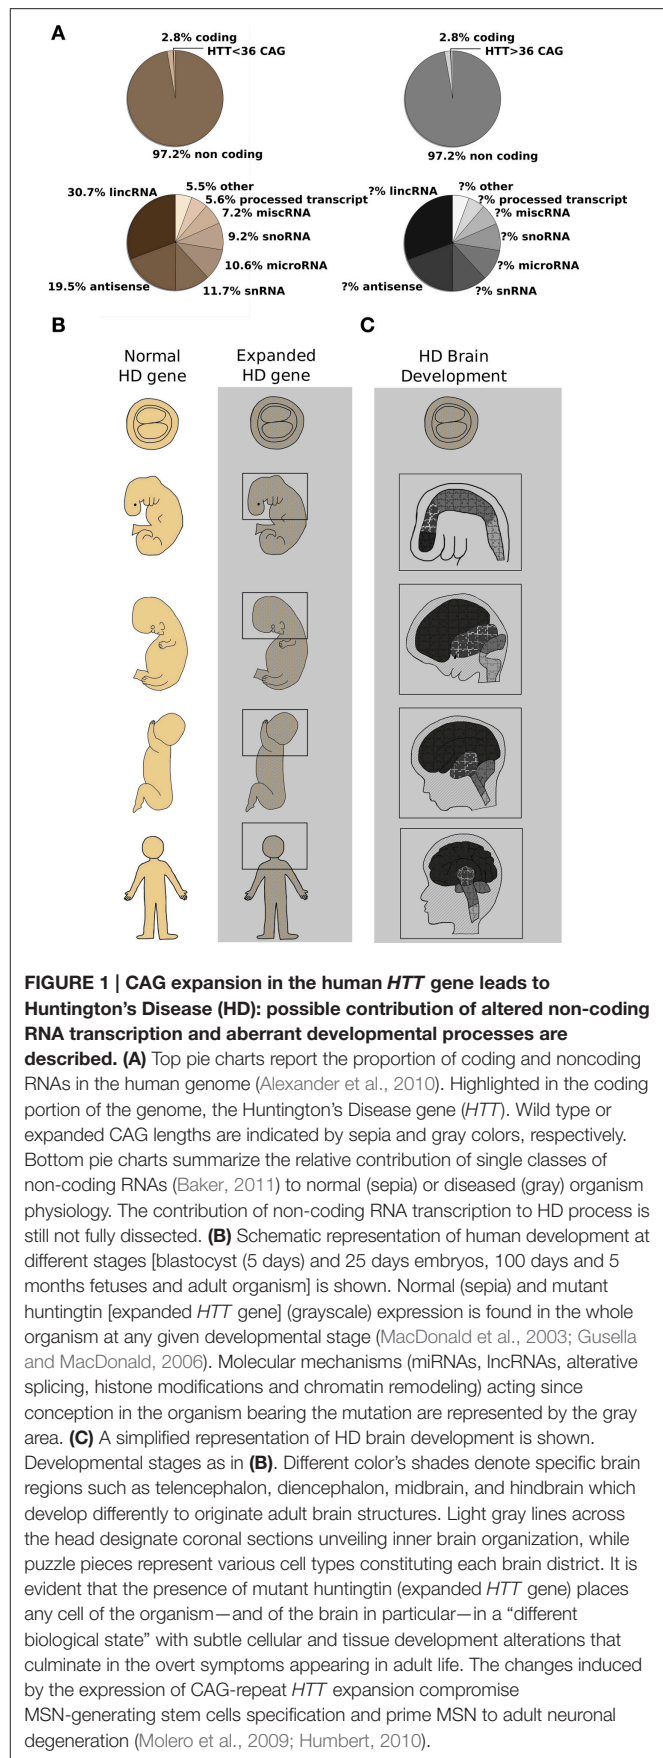 A
2.8% coding
HTT<36 CAG
97.2% non coding
2.8% coding
HTT>36 CAG
97.2% non coding
30.7% lincRNA
5.5% other
5.6% processed transcript
7.2% miscRNA
9.2% snoRNA
10.6% microRNA
11.7% snRNA
19.5% antisense
?% lincRNA
?% other
?% processed transcript
?% miscRNA
?% snoRNA
?% microRNA
?% snRNA
?% antisense
B
Normal
HD gene
Expanded
HD gene
C
HD Brain
Development
FIGURE 1 | CAG expansion in the human HTT gene leads to
Huntington's Disease (HD): possible contribution of altered non-coding
RNA transcription and aberrant developmental processes are
described. (A) Top pie charts report the proportion of coding and noncoding
RNAs in the human genome (Alexander et al., 2010). Highlighted in the coding
portion of the genome, the Huntington's Disease gene (HTT). Wild type or
expanded CAG lengths are indicated by sepia and gray colors, respectively.
Bottom pie charts summarize the relative contribution of single classes of
non-coding RNAs (Baker, 2011) to normal (sepia) or diseased (gray) organism
physiology. The contribution of non-coding RNA transcription to HD process is
still not fully dissected. (B) Schematic representation of human development at
different stages [blastocyst (5 days) and 25 days embryos, 100 days and 5
months fetuses and adult organism] is shown. Normal (sepia) and mutant
huntingtin [expanded HTT gene] (grayscale) expression is found in the whole
organism at any given developmental stage (MacDonald et al., 2003; Gusella
and MacDonald, 2006). Molecular mechanisms (miRNAs, lncRNAs, alterative
splicing, histone modifications and chromatin remodeling) acting since
conception in the organism bearing the mutation are represented by the gray
area. (C) A simplified representation of HD brain development is shown.
Developmental stages as in (B). Different color's shades denote specific brain
regions such as telencephalon, diencephalon, midbrain, and hindbrain which
develop differently to originate adult brain structures. Light gray lines across
the head designate coronal sections unveiling inner brain organization, while
puzzle pieces represent various cell types constituting each brain district. It is
evident that the presence of mutant huntingtin (expanded HTT gene) places
any cell of the organism—and of the brain in particular—in a “different
biological state” with subtle cellular and tissue development alterations that
culminate in the overt symptoms appearing in adult life. The changes induced
by the expression of CAG-repeat HTT expansion compromise
MSN-generating stem cells specification and prime MSN to adult neuronal
degeneration (Molero et al., 2009; Humbert, 2010).